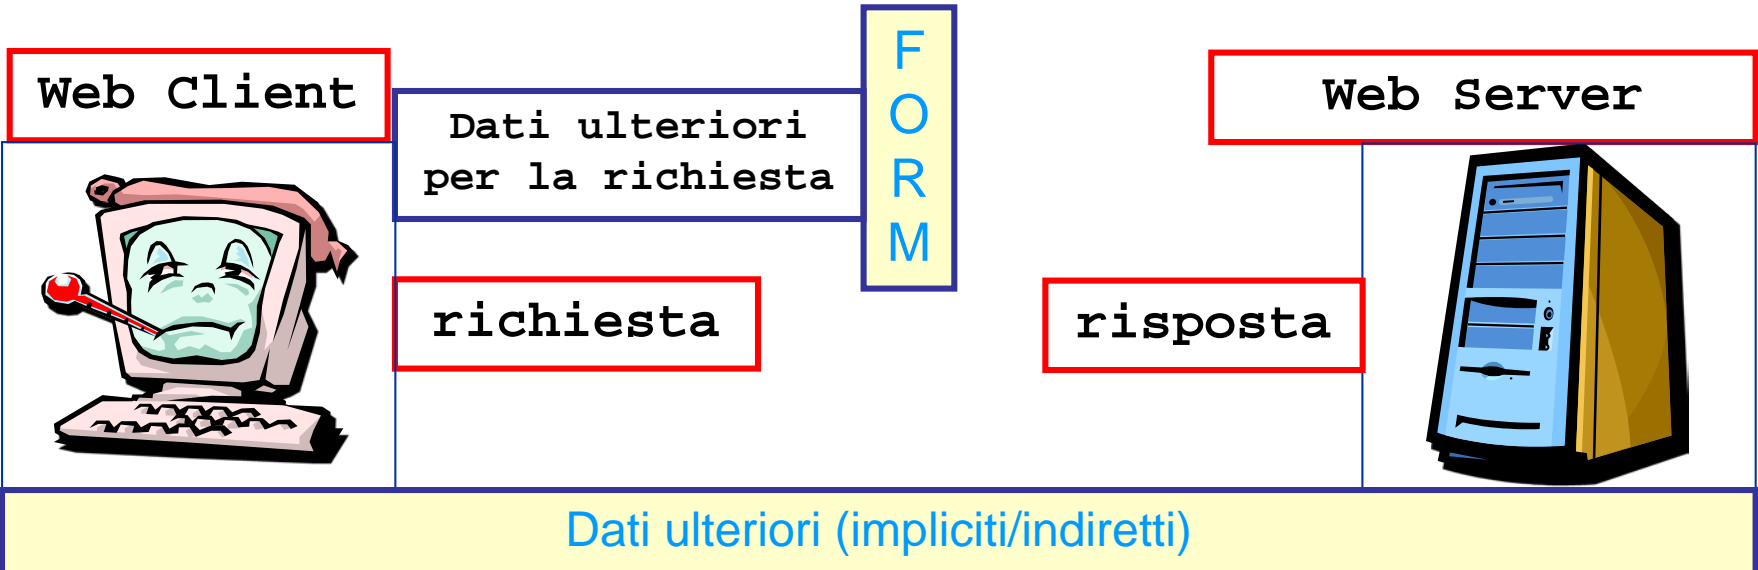 Web Client
Dati ulteriori
per la richiesta
F
O
R
M
Web Server
richiesta
risposta
Dati ulteriori (impliciti/indiretti)